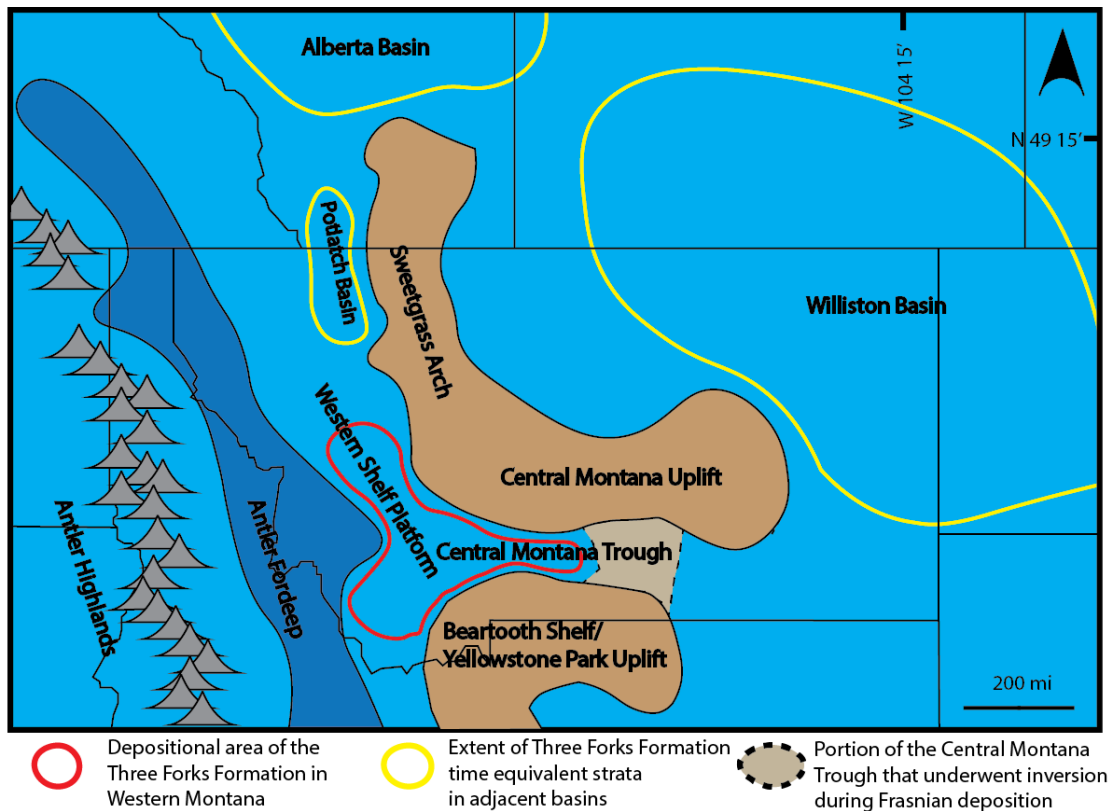 Alberta Basin
W 104 15'
N 49 15'
Potlatch Basin
Sweetgrass Arch
Williston Basin
Western Shelf Platform
Central Montana Uplift
Central Montana Trough
Antler Highlands
Antler Fordeep
Beartooth Shelf/
Yellowstone Park Uplift
200 mi
Depositional area of the
Three Forks Formation in
Western Montana
Extent of Three Forks Formation
time equivalent strata
in adjacent basins
Portion of the Central Montana
Trough that underwent inversion
during Frasnian deposition